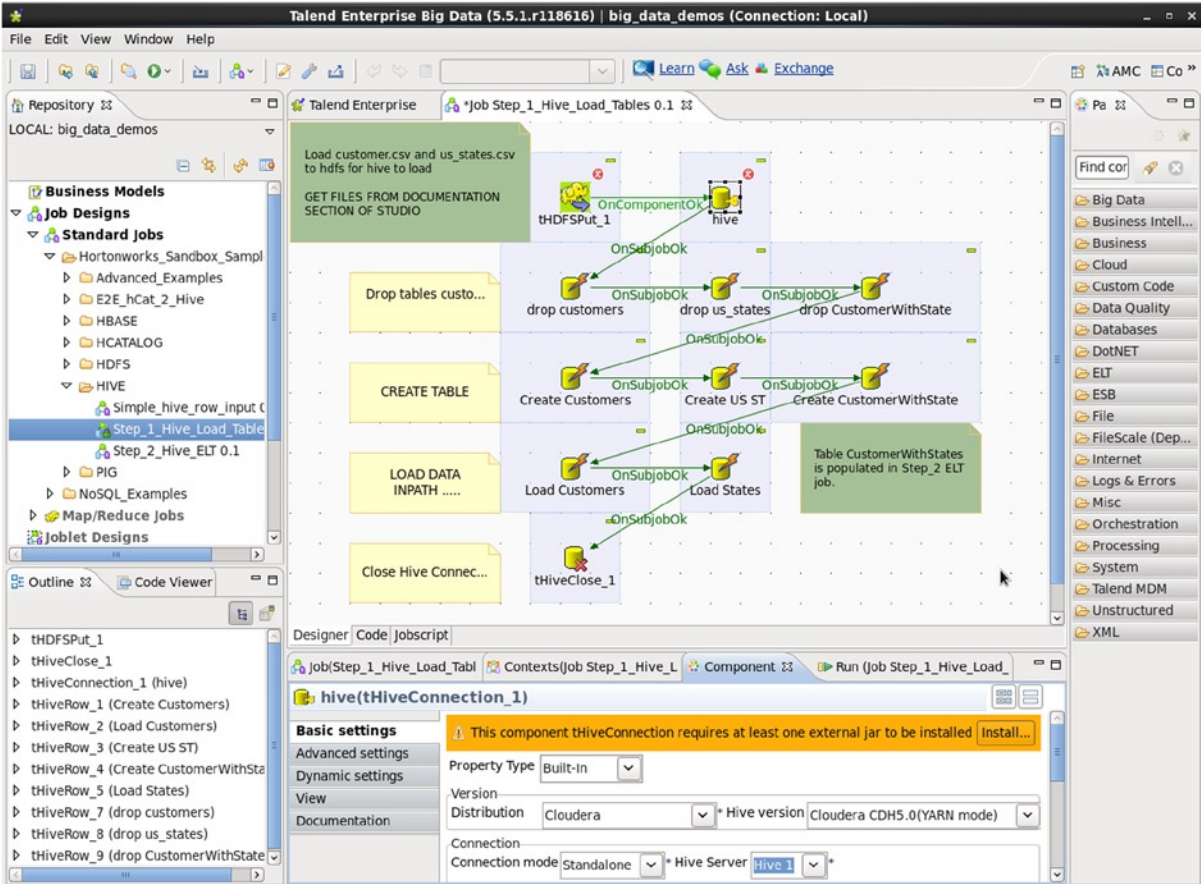 Talend Enterprise Big Data (5.5.1.r118616) | big_data_demos (Connection: Local)
File Edit View Window Help
Learn Ask Exchange
AMC Co »
Repository
LOCAL: big_data_demos
Business Models
Job Designs
Standard Jobs
Hortonworks_Sandbox_Sampl
Advanced_Examples
E2E_hCat_2_Hive
HBASE
HCATALOG
HDFS
HIVE
Simple_hive_row_input (
Step_1_Hive_Load_Table
Step_2_Hive_ELT 0.1
PIG
NoSQL_Examples
Map/Reduce Jobs
Joblet Designs
Outline Code Viewer
tHDFSPut_1
tHiveClose_1
tHiveConnection_1 (hive)
tHiveRow_1 (Create Customers)
tHiveRow_2 (Load Customers)
tHiveRow_3 (Create US ST)
tHiveRow_4 (Create CustomerWithSta
tHiveRow_5 (Load States)
tHiveRow_7 (drop customers)
tHiveRow_8 (drop us_states)
tHiveRow_9 (drop CustomerWithState
Talend Enterprise *Job Step_1_Hive_Load_Tables 0.1
Load customer.csv and us_states.csv
to hdfs for hive to load
GET FILES FROM DOCUMENTATION
SECTION OF STUDIO
OnComponentOk
tHDFSPut_1 hive
OnSubjobOk
Drop tables custo...
OnSubjobOk OnSubjobOk
drop customers drop us_states drop CustomerWithState
OnSubjobOk
CREATE TABLE
OnSubjobOk OnSubjobOk
Create Customers Create US ST Create CustomerWithState
OnSubjobOk
LOAD DATA
INPATH .....
OnSubjobOk
Load Customers Load States
Table CustomerWithStates
is populated in Step_2 ELT
job.
OnSubjobOk
Close Hive Connec...
tHiveClose_1
Designer Code Jobscript
Job(Step_1_Hive_Load_Tabl Contexts(Job Step_1_Hive_L Component Run (Job Step_1_Hive_Load_
hive(tHiveConnection_1)
Basic settings
Advanced settings
Dynamic settings
View
Documentation
This component tHiveConnection requires at least one external jar to be installed Install...
Property Type Built-In
Version
Distribution Cloudera * Hive version Cloudera CDH5.0(YARN mode)
Connection
Connection mode Standalone * Hive Server Hive 1 *
Pa
Find cor
Big Data
Business Intell...
Business
Cloud
Custom Code
Data Quality
Databases
DotNET
ELT
ESB
File
FileScale (Dep...
Internet
Logs & Errors
Misc
Orchestration
Processing
System
Talend MDM
Unstructured
XML